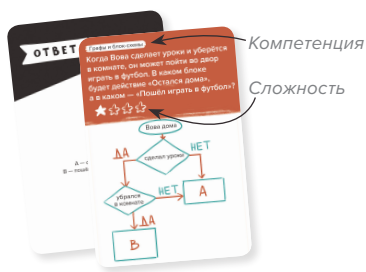 ОТВЕТ
А —
В — пошёл
Графы и блок-схемы
Когда Вова сделает уроки и уберётся
в комнате, он может пойти во двор
играть в футбол. В каком блоке
будет действие «Остался дома»,
а в каком — «Пошёл играть в футбол»?
Компетенция
Сложность
Вова дома
ДА
сделал уроки
НЕТ
убрался
в комнате
НЕТ
А
ДА
В